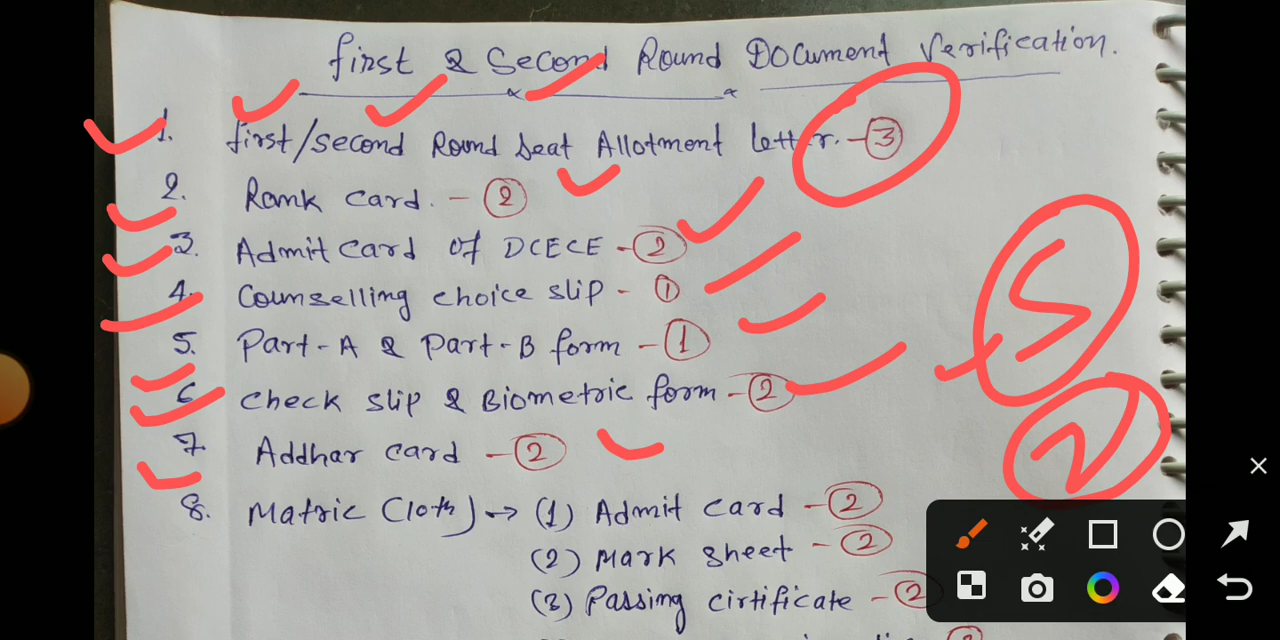 First & Second Round Document Verification.
1. first/second Round Seat Allotment letter. - 3
2. Rank card. - 2
3. Admit card of DCECE - 2
4. Counselling choice slip - 1
5. Part-A & Part-B form - 1
6 Check slip & Biometric form - 2
7. Addhar card - 2
8. Matric (10th) → (1) Admit card - 2
(2) Mark sheet - 2
(3) Passing cirtificate - 2
5
2